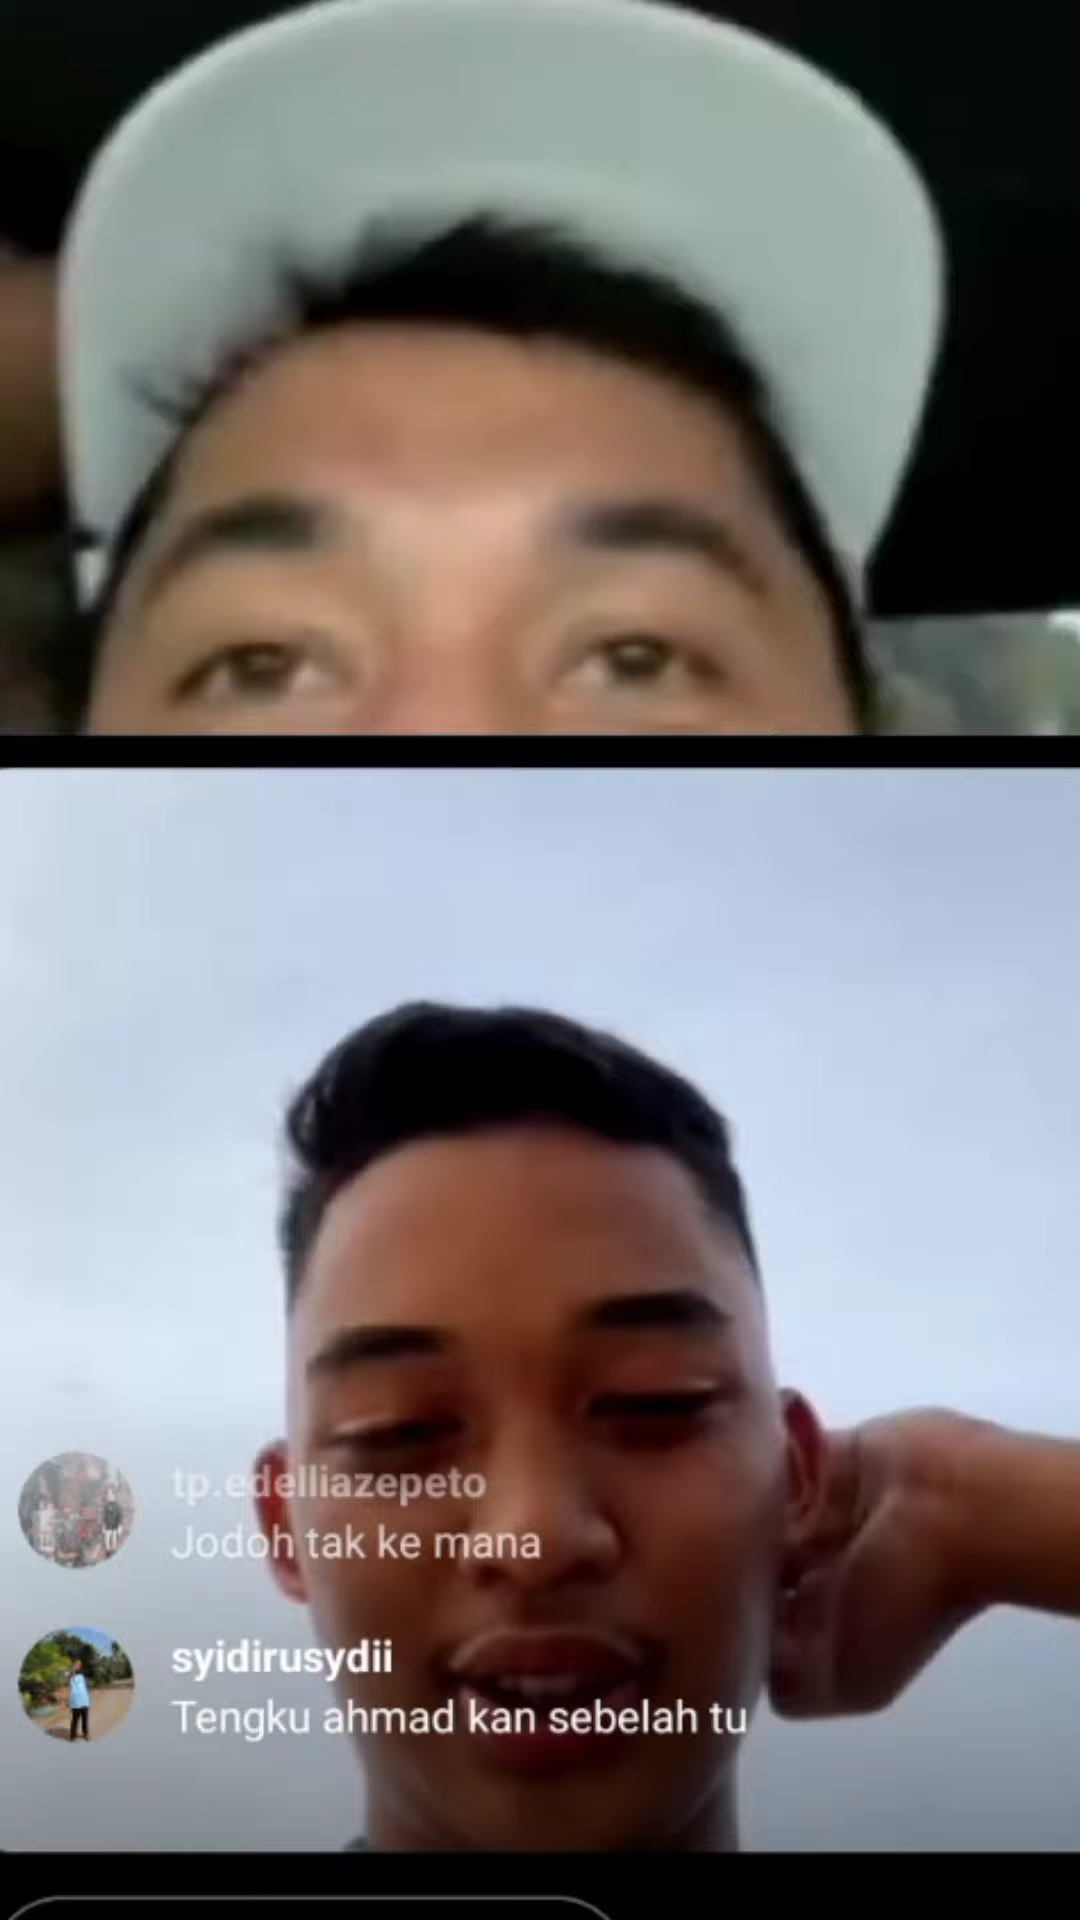 tp.edelliazepeto
Jodoh tak ke mana
syidirusydii
Tengku ahmad kan sebelah tu